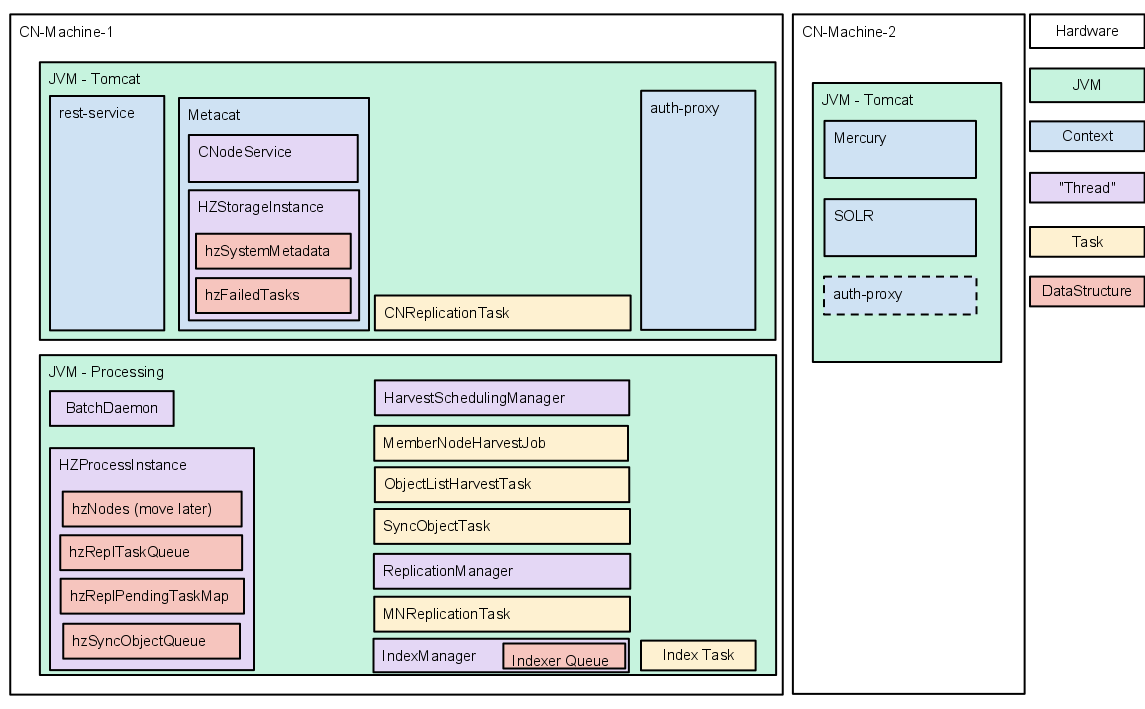 CN-Machine-1
JVM - Tomcat
rest-service
Metacat
CNodeService
HZStorageInstance
hzSystemMetadata
hzFailedTasks
CNReplicationTask
auth-proxy
JVM - Processing
BatchDaemon
HZProcessInstance
hzNodes (move later)
hzReplTaskQueue
hzReplPendingTaskMap
hzSyncObjectQueue
HarvestSchedulingManager
MemberNodeHarvestJob
ObjectListHarvestTask
SyncObjectTask
ReplicationManager
MNReplicationTask
IndexManager
Indexer Queue
Index Task
CN-Machine-2
JVM - Tomcat
Mercury
SOLR
auth-proxy
Hardware
JVM
Context
"Thread"
Task
DataStructure